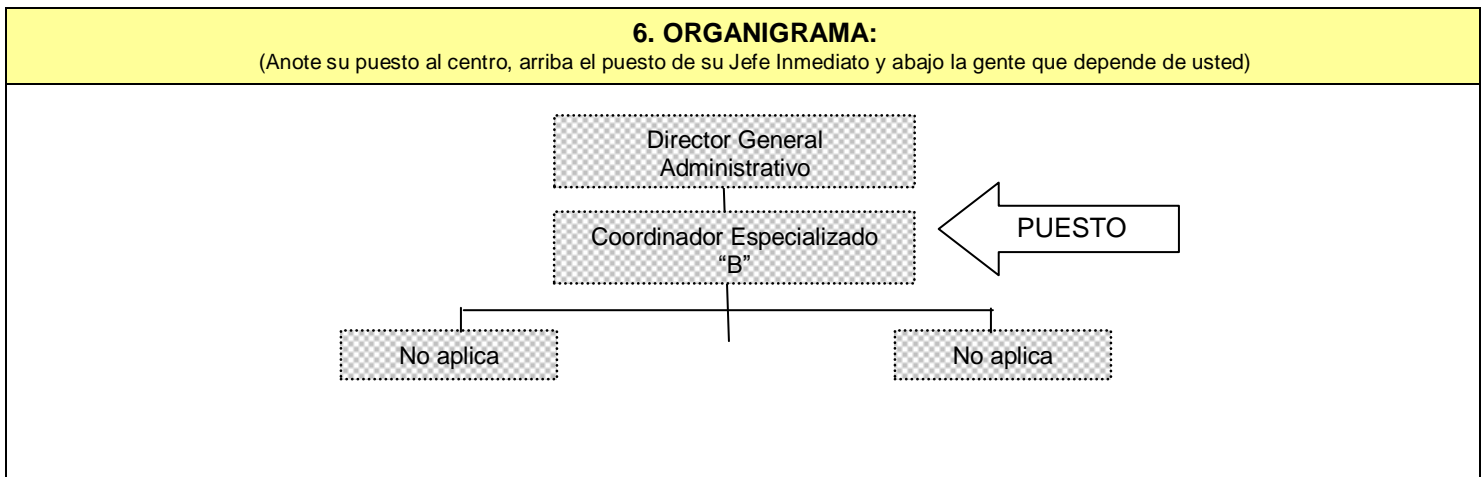 6. ORGANIGRAMA:
(Anote su puesto al centro, arriba el puesto de su Jefe Inmediato y abajo la gente que depende de usted)
Director General
Administrativo
Coordinador Especializado
“B”
PUESTO
No aplica
No aplica